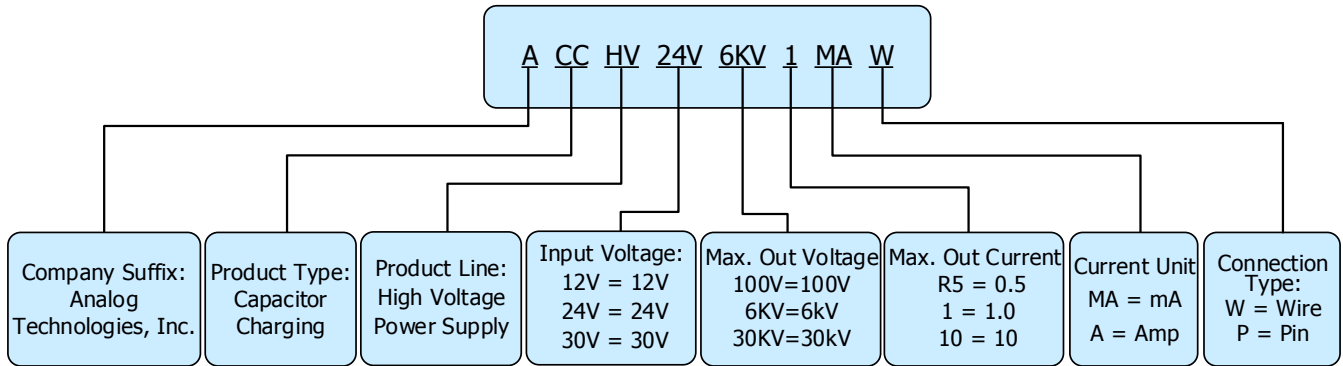 A CC HV 24V 6KV 1 MA W
Company Suffix:
Analog
Technologies, Inc.
Product Type:
Capacitor
Charging
Product Line:
High Voltage
Power Supply
Input Voltage:
12V = 12V
24V = 24V
30V = 30V
Max. Out Voltage
100V=100V
6KV=6kV
30KV=30kV
Max. Out Current
R5 = 0.5
1 = 1.0
10 = 10
Current Unit
MA = mA
A = Amp
Connection
Type:
W = Wire
P = Pin